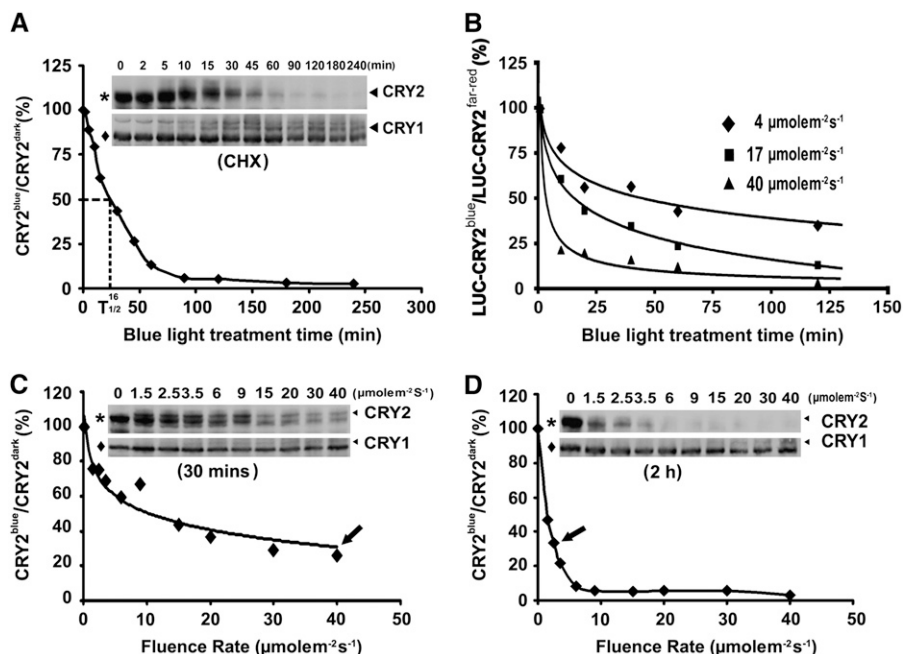 A
0 2 5 10 15 30 45 60 90 120 180 240 (min)
* CRY2
♦ CRY1
(CHX)
CRY2blue/CRY2dark(%)
120
100
75
50
25
0
0 50 100 150 200 250 300
T1/2 16
Blue light treatment time (min)
B
LUC-CRY2blue/LUC-CRY2far-red (%)
100
75
50
25
0
♦ 4 µmolem-2s-1
■ 17 µmolem-2s-1
▲ 40 µmolem-2s-1
0 25 50 75 100 125 150
Blue light treatment time (min)
C
0 1.5 2.5 3.5 6 9 15 20 30 40 (µmolem-2S-1)
* CRY2
♦ CRY1
(30 mins)
CRY2blue/CRY2dark (%)
120
100
80
60
40
20
0
0 10 20 30 40 50
Fluence Rate (µmolem-2s-1)
D
0 1.5 2.5 3.5 6 9 15 20 30 40 (µmolem-2S-1)
* CRY2
♦ CRY1
(2 h)
CRY2blue/CRY2dark (%)
120
100
80
60
40
20
0
0 10 20 30 40 50
Fluence Rate (µmolem-2s-1)